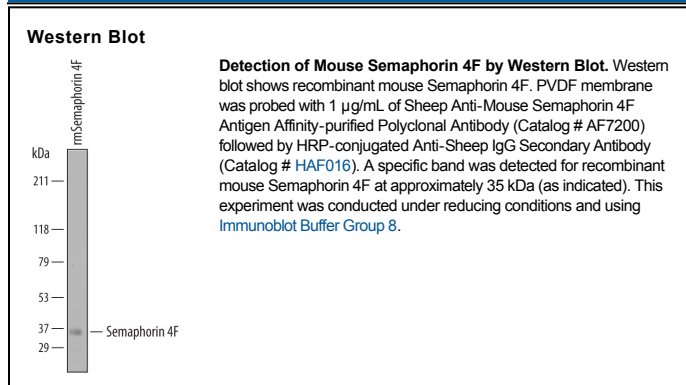 Western Blot
rmSemaphorin 4F
kDa
211
118
79
53
37
29
Semaphorin 4F
Detection of Mouse Semaphorin 4F by Western Blot. Western
blot shows recombinant mouse Semaphorin 4F. PVDF membrane
was probed with 1 µg/mL of Sheep Anti-Mouse Semaphorin 4F
Antigen Affinity-purified Polyclonal Antibody (Catalog # AF7200)
followed by HRP-conjugated Anti-Sheep IgG Secondary Antibody
(Catalog # HAF016). A specific band was detected for recombinant
mouse Semaphorin 4F at approximately 35 kDa (as indicated). This
experiment was conducted under reducing conditions and using
Immunoblot Buffer Group 8.